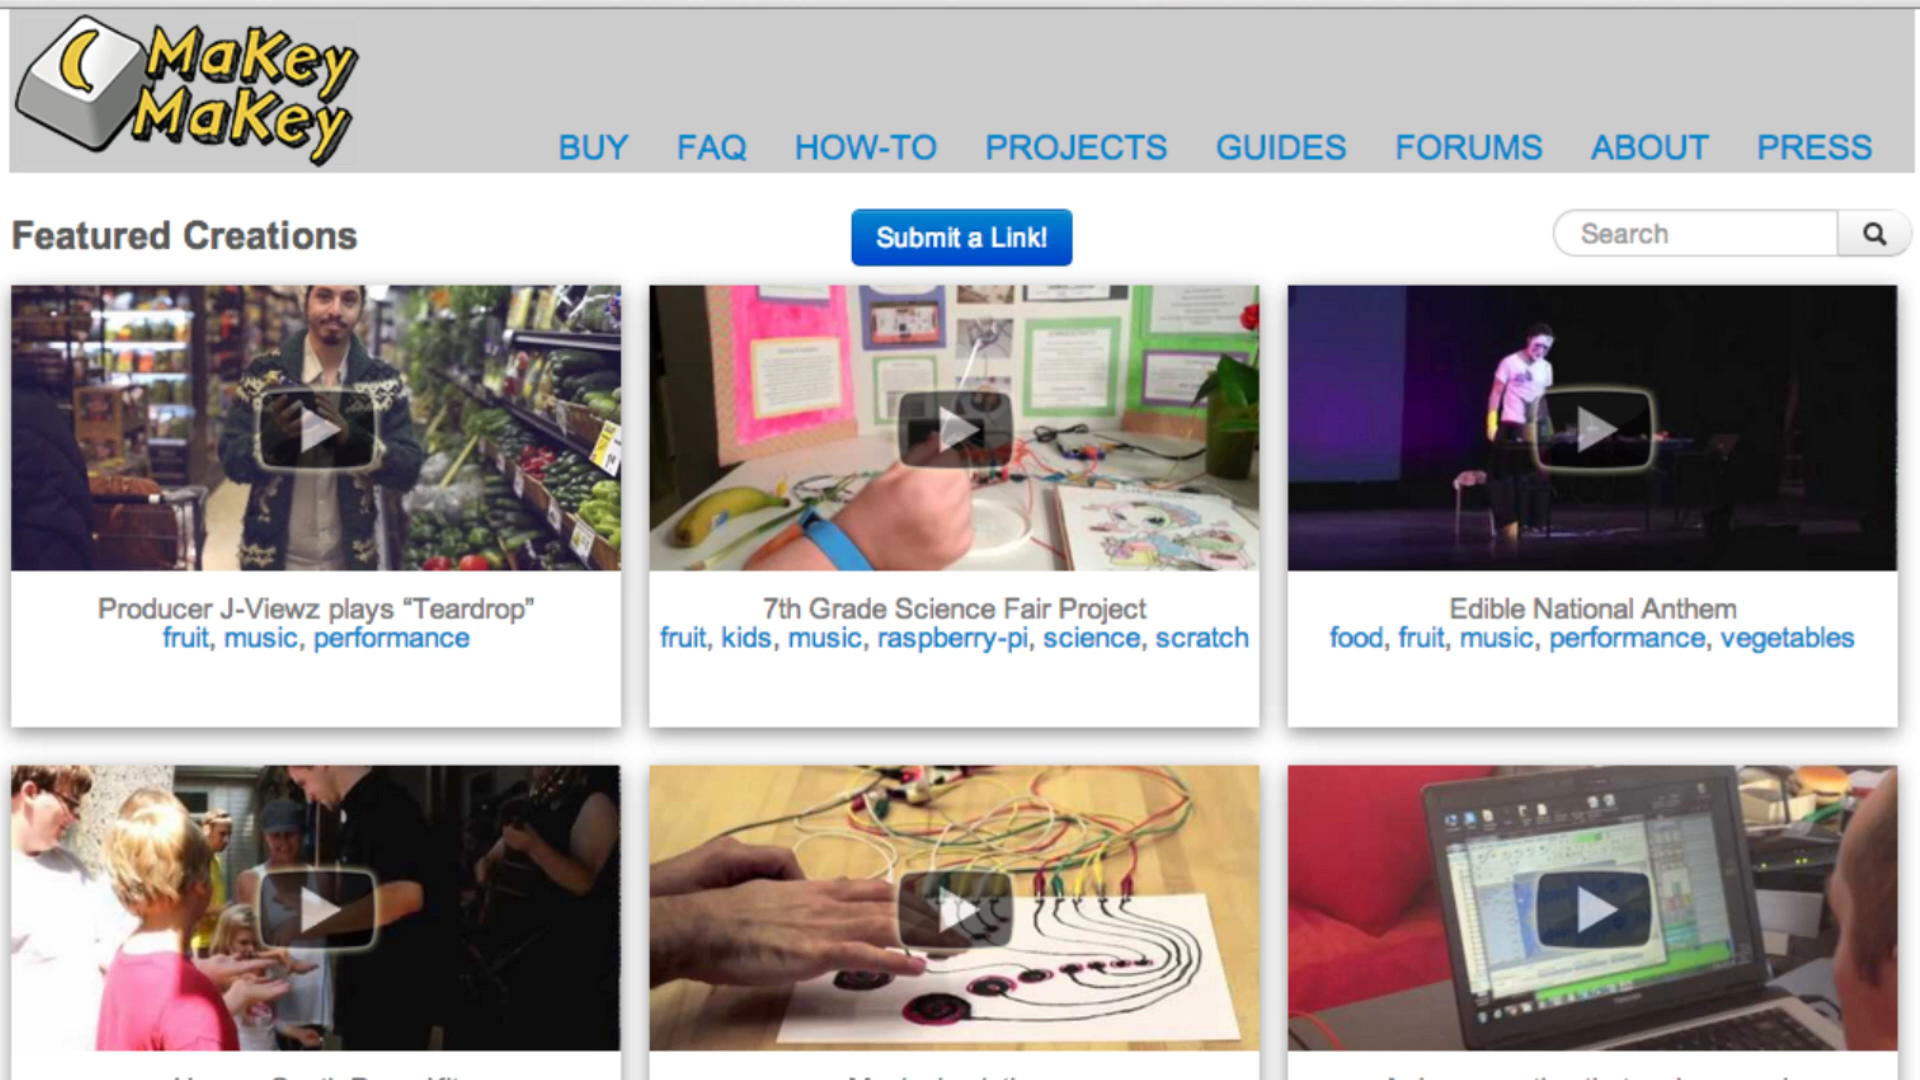 MaKey
MaKey
BUY FAQ HOW-TO PROJECTS GUIDES FORUMS ABOUT PRESS
Featured Creations
Submit a Link!
Search
Producer J-Viewz plays “Teardrop”
fruit, music, performance
7th Grade Science Fair Project
fruit, kids, music, raspberry-pi, science, scratch
Edible National Anthem
food, fruit, music, performance, vegetables